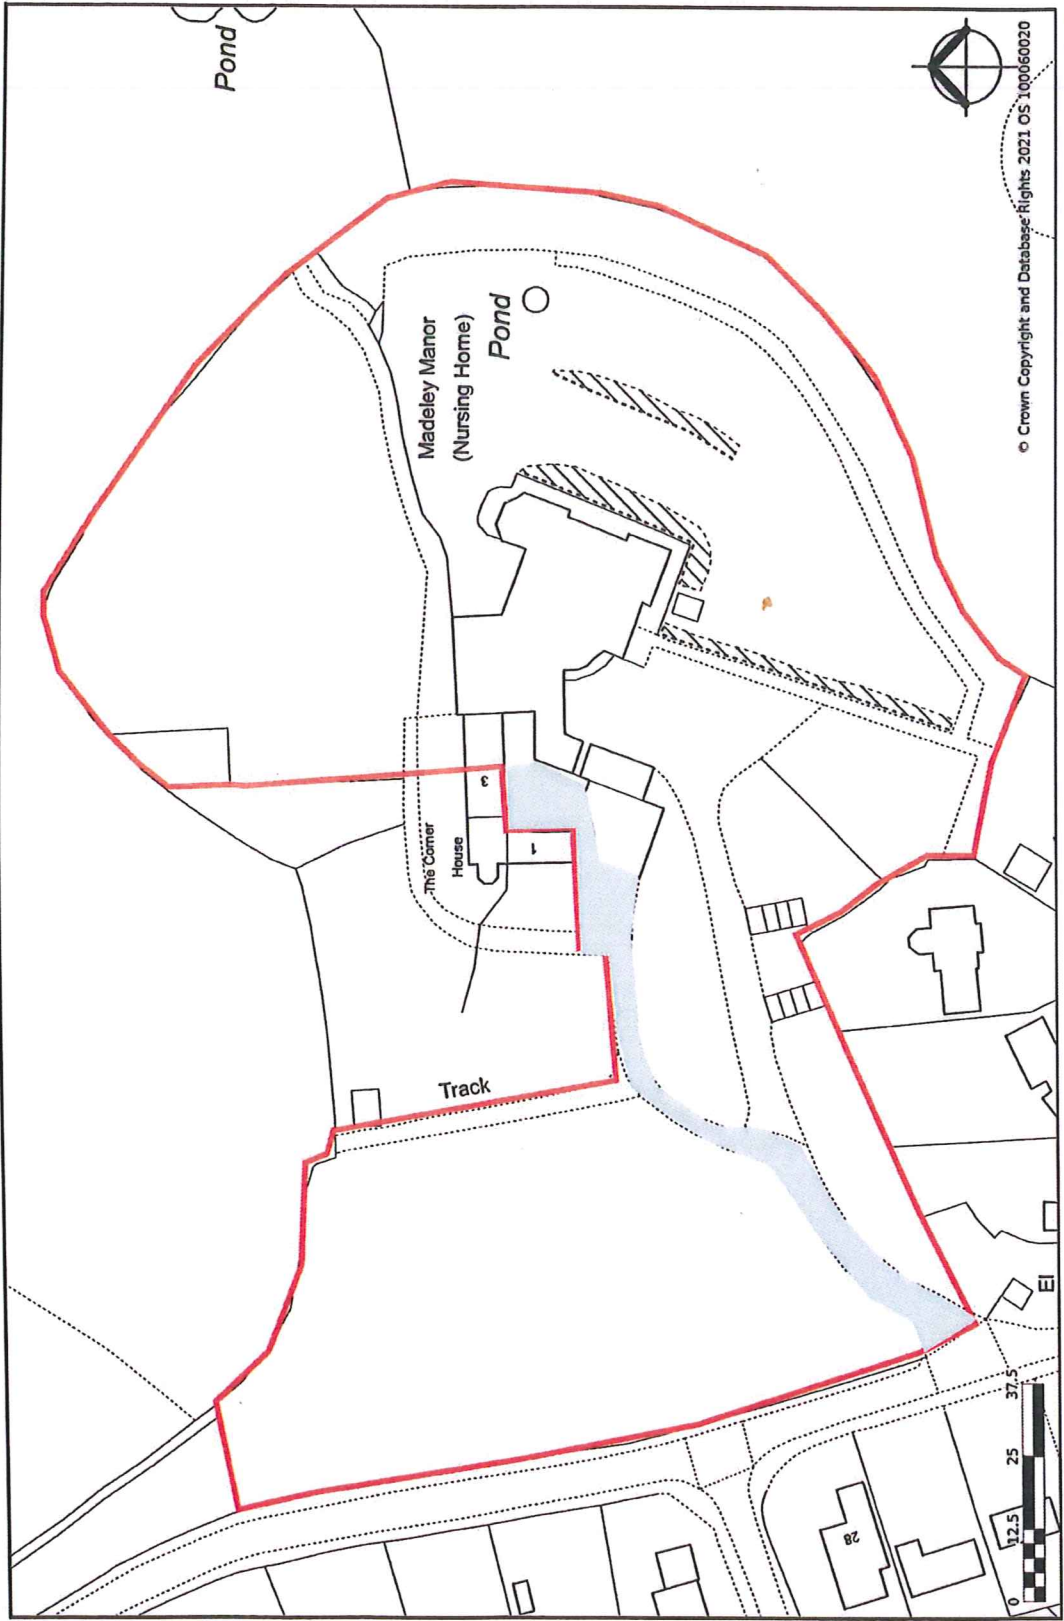 Pond
© Crown Copyright and Database Rights 2021 OS 100060020
Madeley Manor
(Nursing Home)
Pond
3
The Corner
House
1
Track
El
28
0 12.5 25 37.5